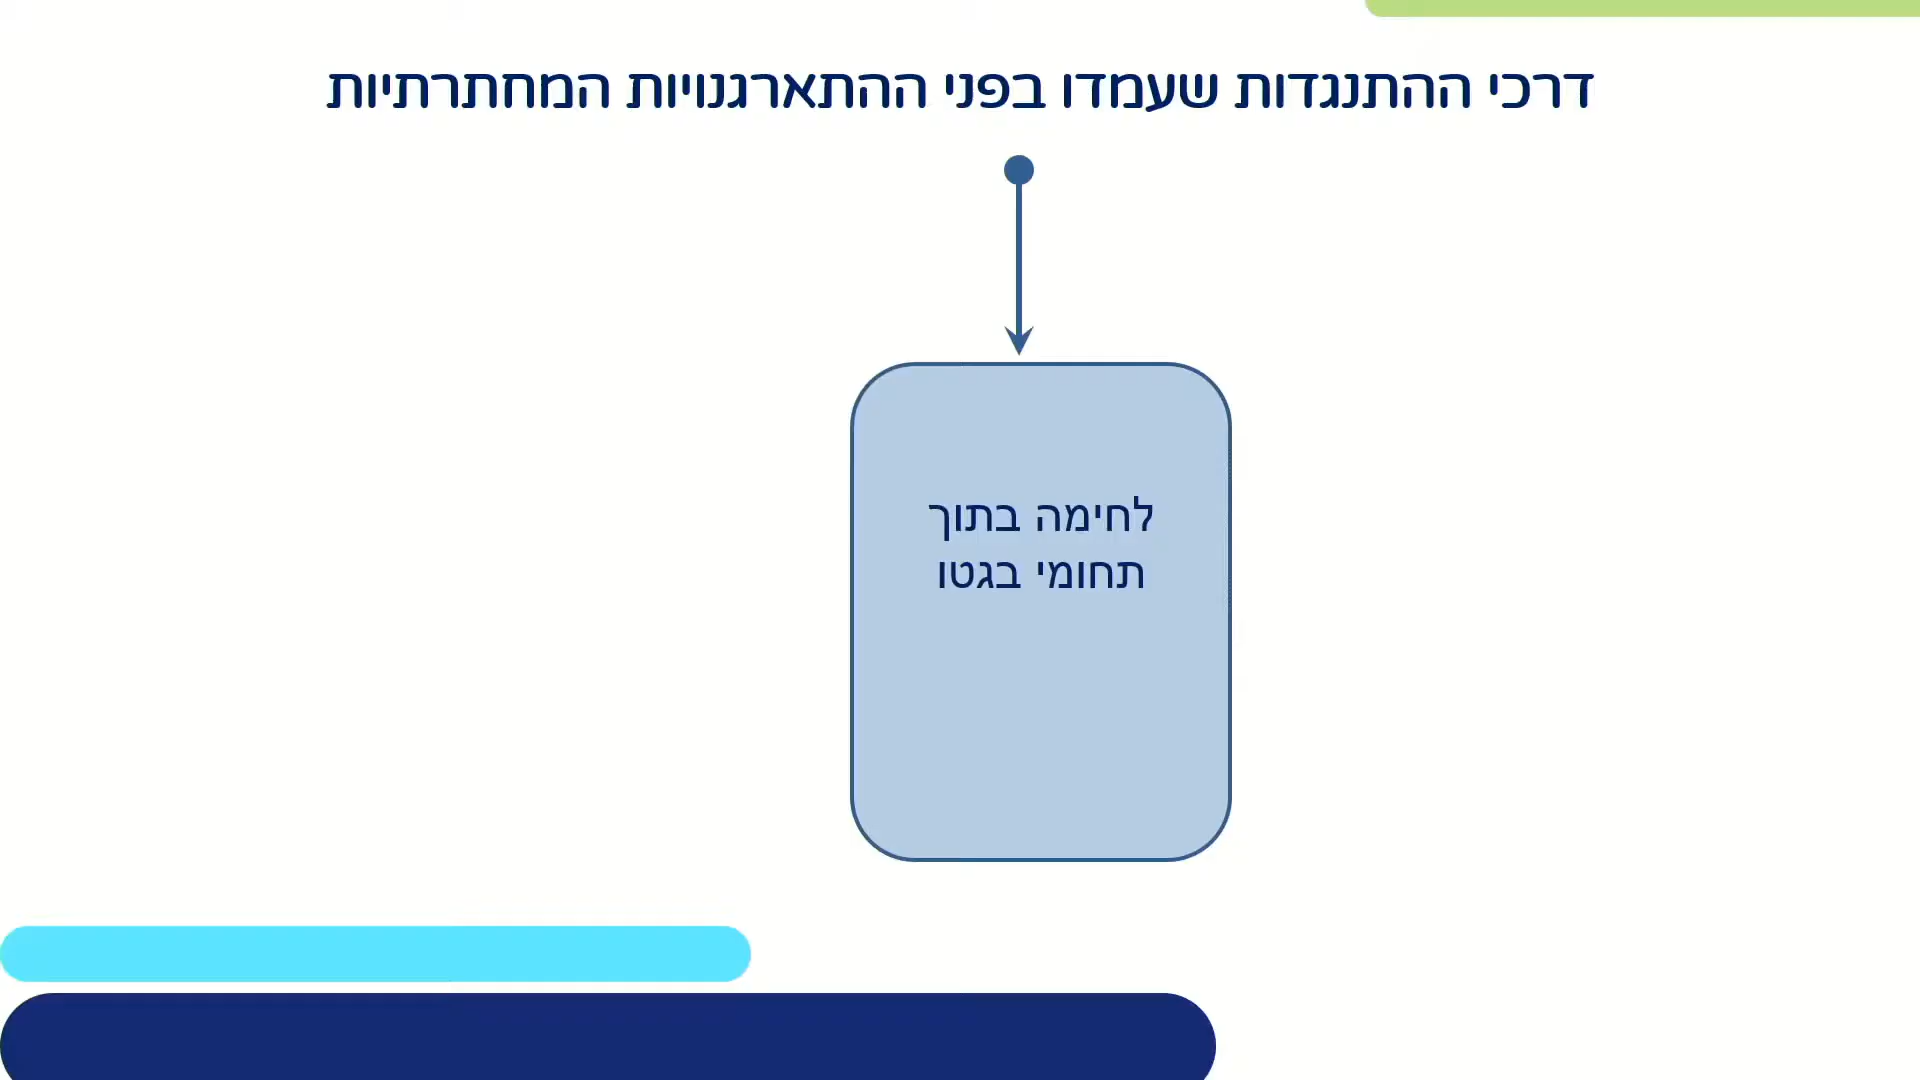 דרכי ההתנגדות שעמדו בפני ההתארגנויות המחתרתיות
לחימה בתוך
תחומי בגטו